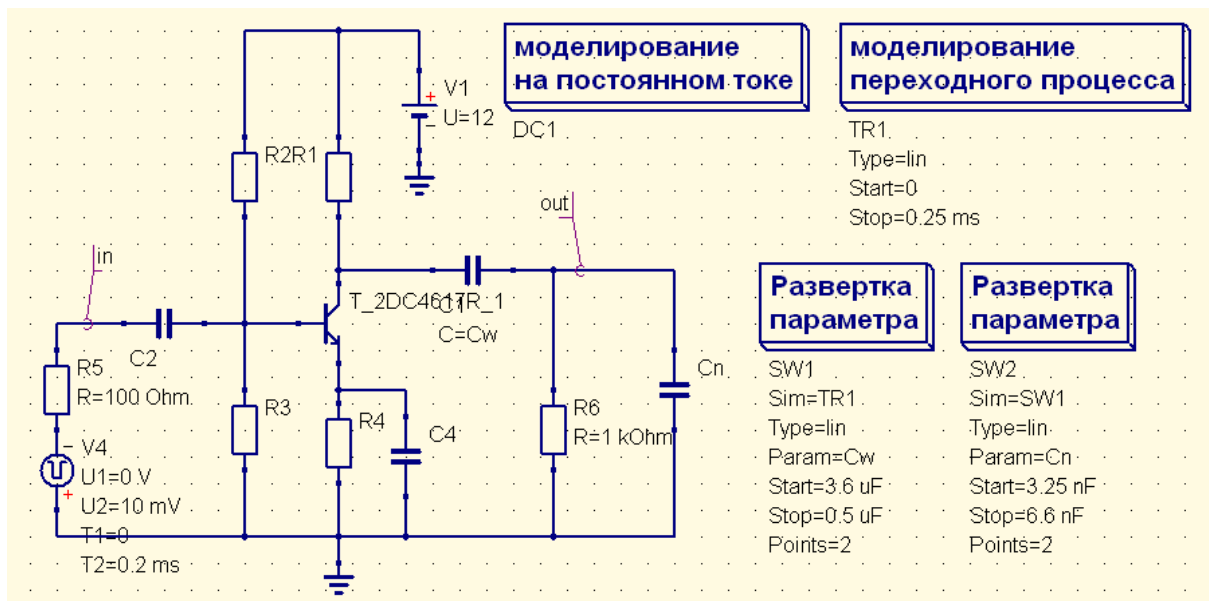 моделирование
на постоянном токе
DC1
моделирование
переходного процесса
TR1
Type=lin
Start=0
Stop=0.25 ms
V1
U=12
R2
R1
out
in
T_2DC4617R_1
C1
C=Cw
C2
R5
R=100 Ohm
R3
R4
C4
R6
R=1 kOhm
Cn
V4
U1=0 V
U2=10 mV
T1=0
T2=0.2 ms
Развертка
параметра
SW1
Sim=TR1
Type=lin
Param=Cw
Start=3.6 uF
Stop=0.5 uF
Points=2
Развертка
параметра
SW2
Sim=SW1
Type=lin
Param=Cn
Start=3.25 nF
Stop=6.6 nF
Points=2